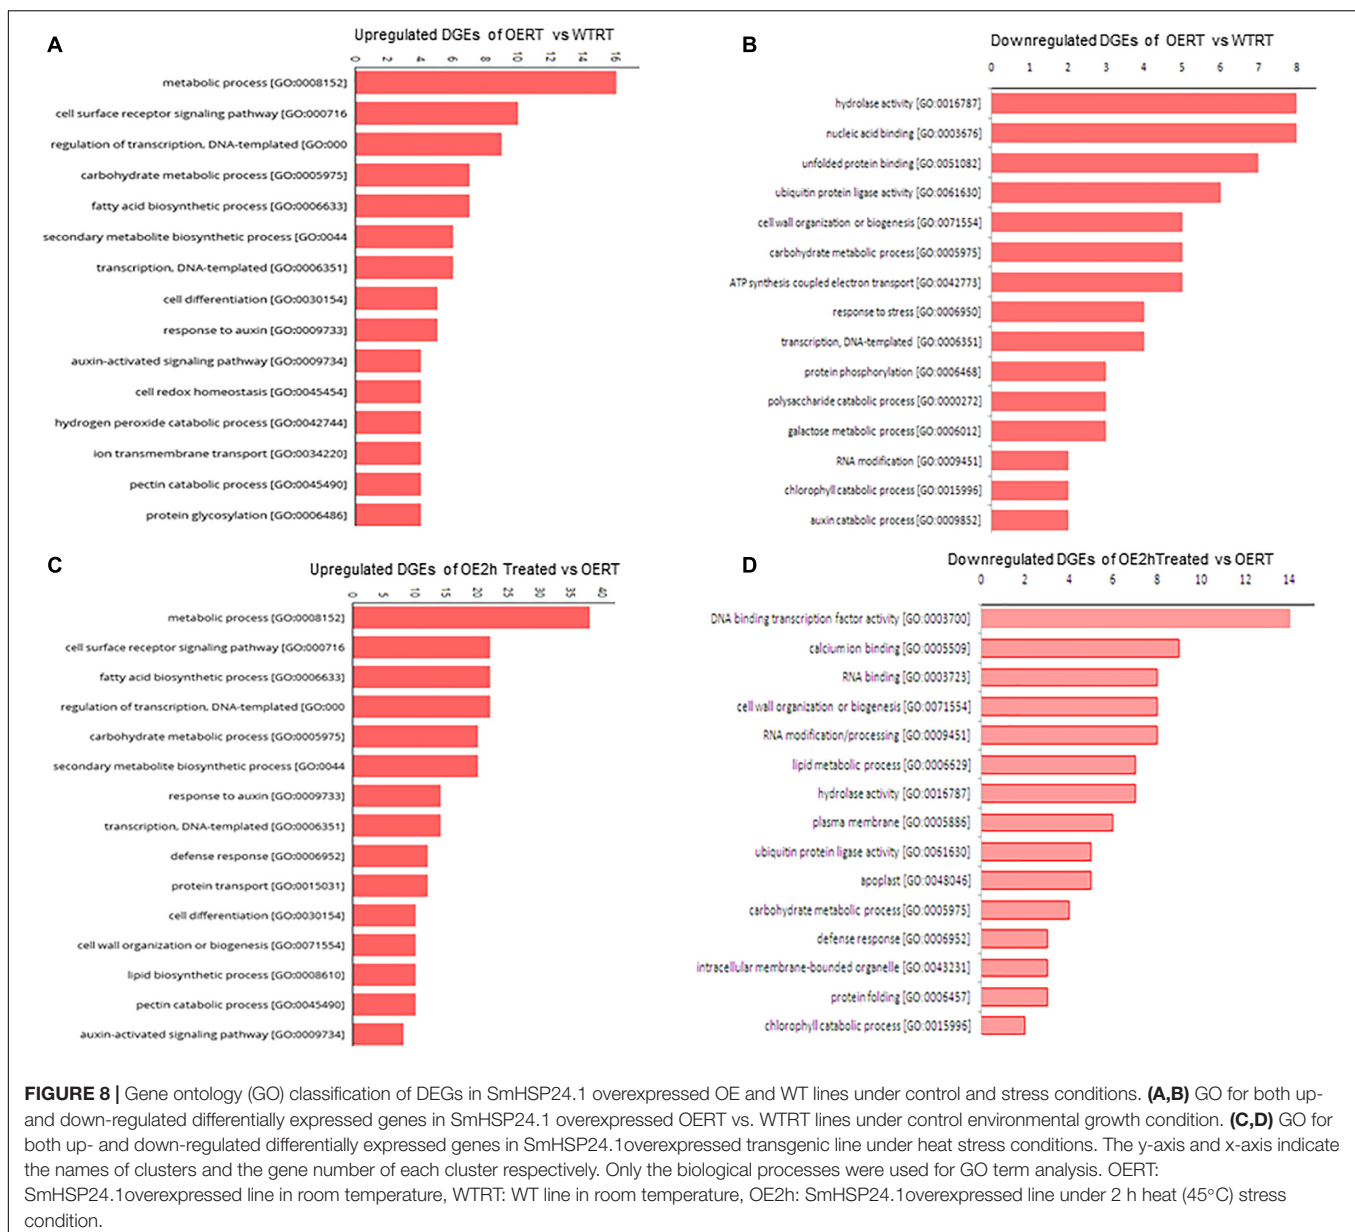 A
Upregulated DGEs of OERT vs WTRT
0 2 4 6 8 10 12 14 16
metabolic process [GO:0008152]
cell surface receptor signaling pathway [GO:000716
regulation of transcription, DNA-templated [GO:000
carbohydrate metabolic process [GO:0005975]
fatty acid biosynthetic process [GO:0006633]
secondary metabolite biosynthetic process [GO:0044
transcription, DNA-templated [GO:0006351]
cell differentiation [GO:0030154]
response to auxin [GO:0009733]
auxin-activated signaling pathway [GO:0009734]
cell redox homeostasis [GO:0045454]
hydrogen peroxide catabolic process [GO:0042744]
ion transmembrane transport [GO:0034220]
pectin catabolic process [GO:0045490]
protein glycosylation [GO:0006486]
B
Downregulated DGEs of OERT vs WTRT
0 1 2 3 4 5 6 7 8
hydrolase activity [GO:0016787]
nucleic acid binding [GO:0003676]
unfolded protein binding [GO:0051082]
ubiquitin protein ligase activity [GO:0061630]
cell wall organization or biogenesis [GO:0071554]
carbohydrate metabolic process [GO:0005975]
ATP synthesis coupled electron transport [GO:0042773]
response to stress [GO:0006950]
transcription, DNA-templated [GO:0006351]
protein phosphorylation [GO:0006468]
polysaccharide catabolic process [GO:0000272]
galactose metabolic process [GO:0006012]
RNA modification [GO:0009451]
chlorophyll catabolic process [GO:0015996]
auxin catabolic process [GO:0009852]
C
Upregulated DGEs of OE2h Treated vs OERT
0 5 10 15 20 25 30 35 40
metabolic process [GO:0008152]
cell surface receptor signaling pathway [GO:000716
fatty acid biosynthetic process [GO:0006633]
regulation of transcription, DNA-templated [GO:000
carbohydrate metabolic process [GO:0005975]
secondary metabolite biosynthetic process [GO:0044
response to auxin [GO:0009733]
transcription, DNA-templated [GO:0006351]
defense response [GO:0006952]
protein transport [GO:0015031]
cell differentiation [GO:0030154]
cell wall organization or biogenesis [GO:0071554]
lipid biosynthetic process [GO:0008610]
pectin catabolic process [GO:0045490]
auxin-activated signaling pathway [GO:0009734]
D
Downregulated DGEs of OE2hTreated vs OERT
0 2 4 6 8 10 12 14
DNA binding transcription factor activity [GO:0003700]
calcium ion binding [GO:0005509]
RNA binding [GO:0003723]
cell wall organization or biogenesis [GO:0071554]
RNA modification/processing [GO:0009451]
lipid metabolic process [GO:0006629]
hydrolase activity [GO:0016787]
plasma membrane [GO:0005886]
ubiquitin protein ligase activity [GO:0061630]
apoplast [GO:0048046]
carbohydrate metabolic process [GO:0005975]
defense response [GO:0006952]
intracellular membrane-bounded organelle [GO:0043231]
protein folding [GO:0006457]
chlorophyll catabolic process [GO:0015996]
FIGURE 8 | Gene ontology (GO) classification of DEGs in SmHSP24.1 overexpressed OE and WT lines under control and stress conditions. (A,B) GO for both up-
and down-regulated differentially expressed genes in SmHSP24.1 overexpressed OERT vs. WTRT lines under control environmental growth condition. (C,D) GO for
both up- and down-regulated differentially expressed genes in SmHSP24.1overexpressed transgenic line under heat stress conditions. The y-axis and x-axis indicate
the names of clusters and the gene number of each cluster respectively. Only the biological processes were used for GO term analysis. OERT:
SmHSP24.1overexpressed line in room temperature, WTRT: WT line in room temperature, OE2h: SmHSP24.1overexpressed line under 2 h heat (45°C) stress
condition.